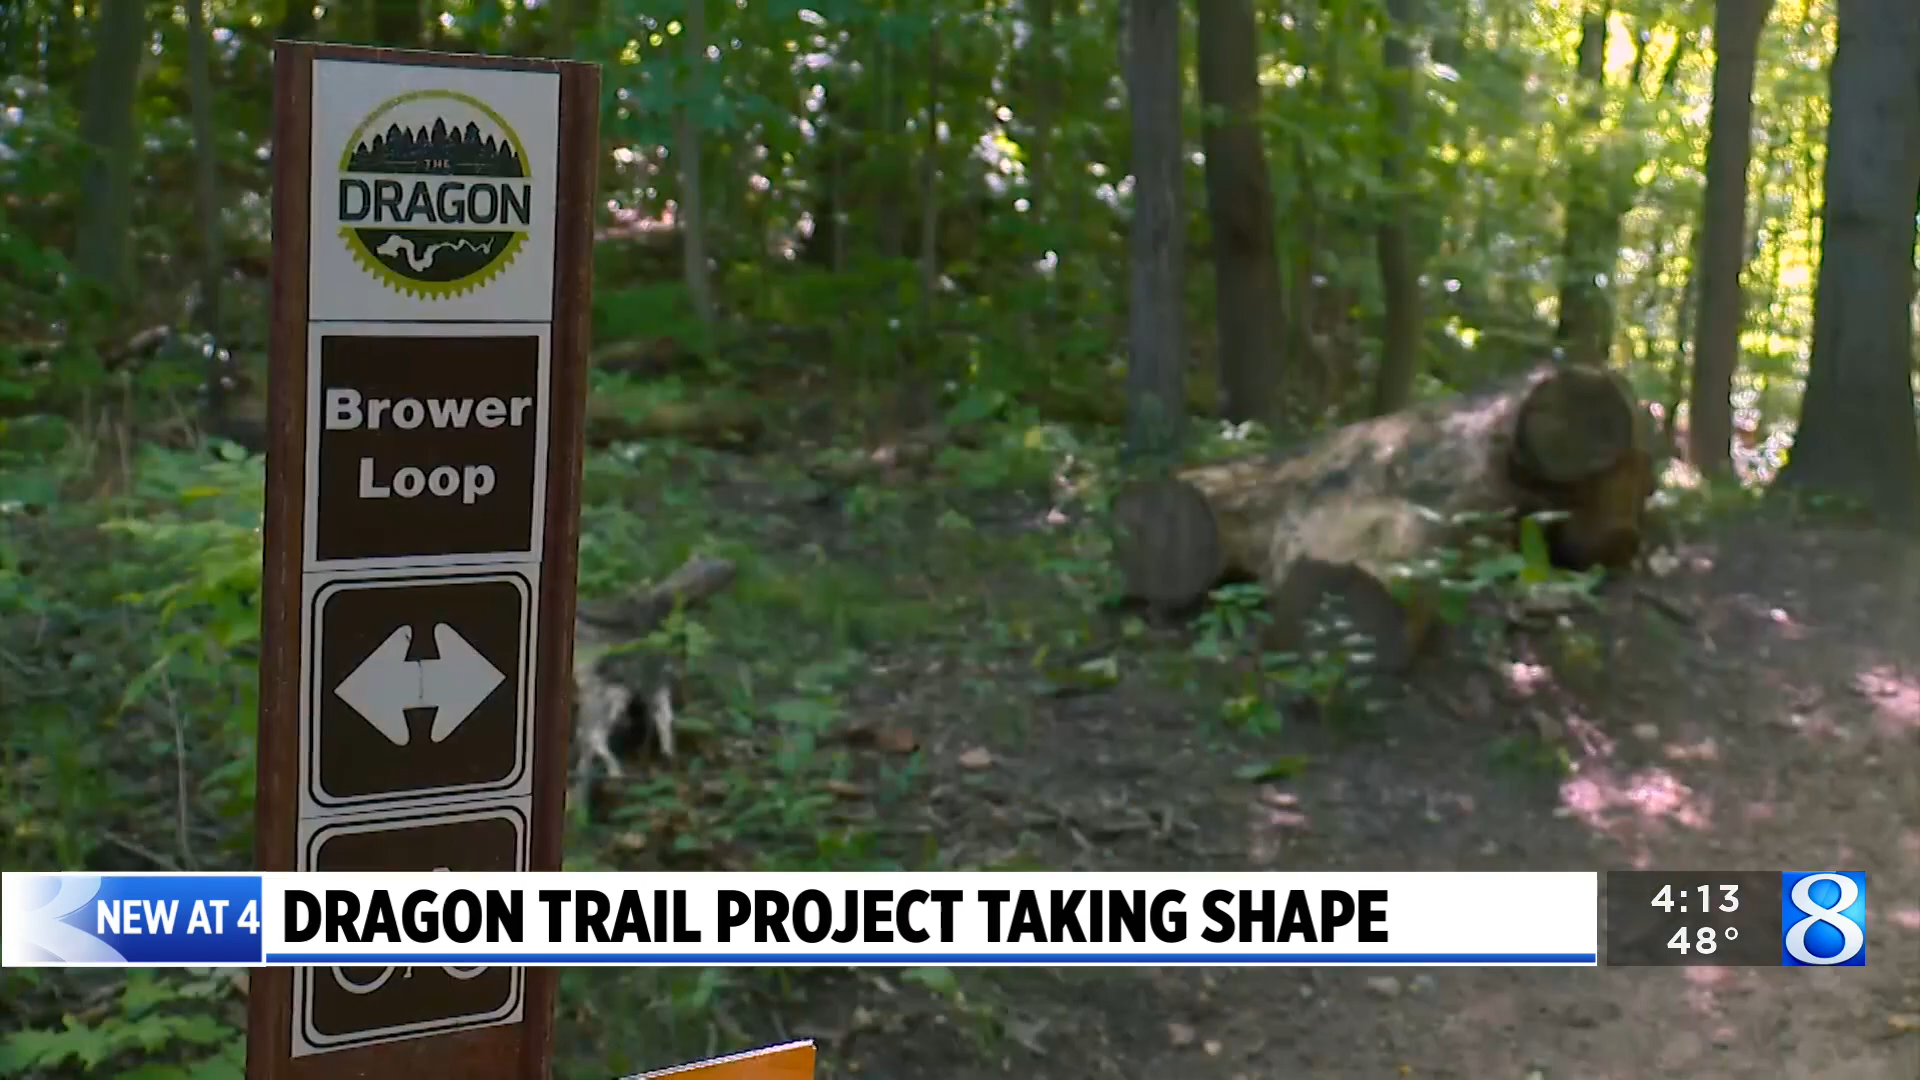 THE
DRAGON
Brower
Loop
NEW AT 4
DRAGON TRAIL PROJECT TAKING SHAPE
4:13
48°
8